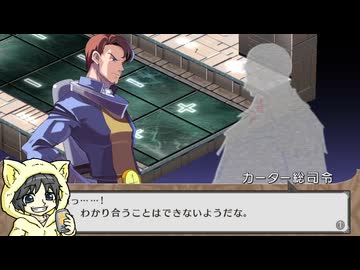 カーター総司令
っ……！
わかり合うことはできないようだな。
①